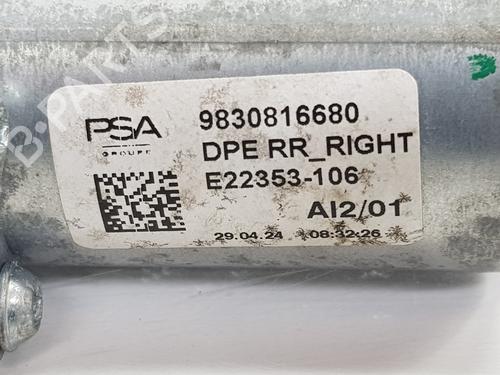 B-PARTS
PSA
GROUPE
9830816680
DPE RR_RIGHT
E22353-106
AI2/01
29.04.24 08:32:26